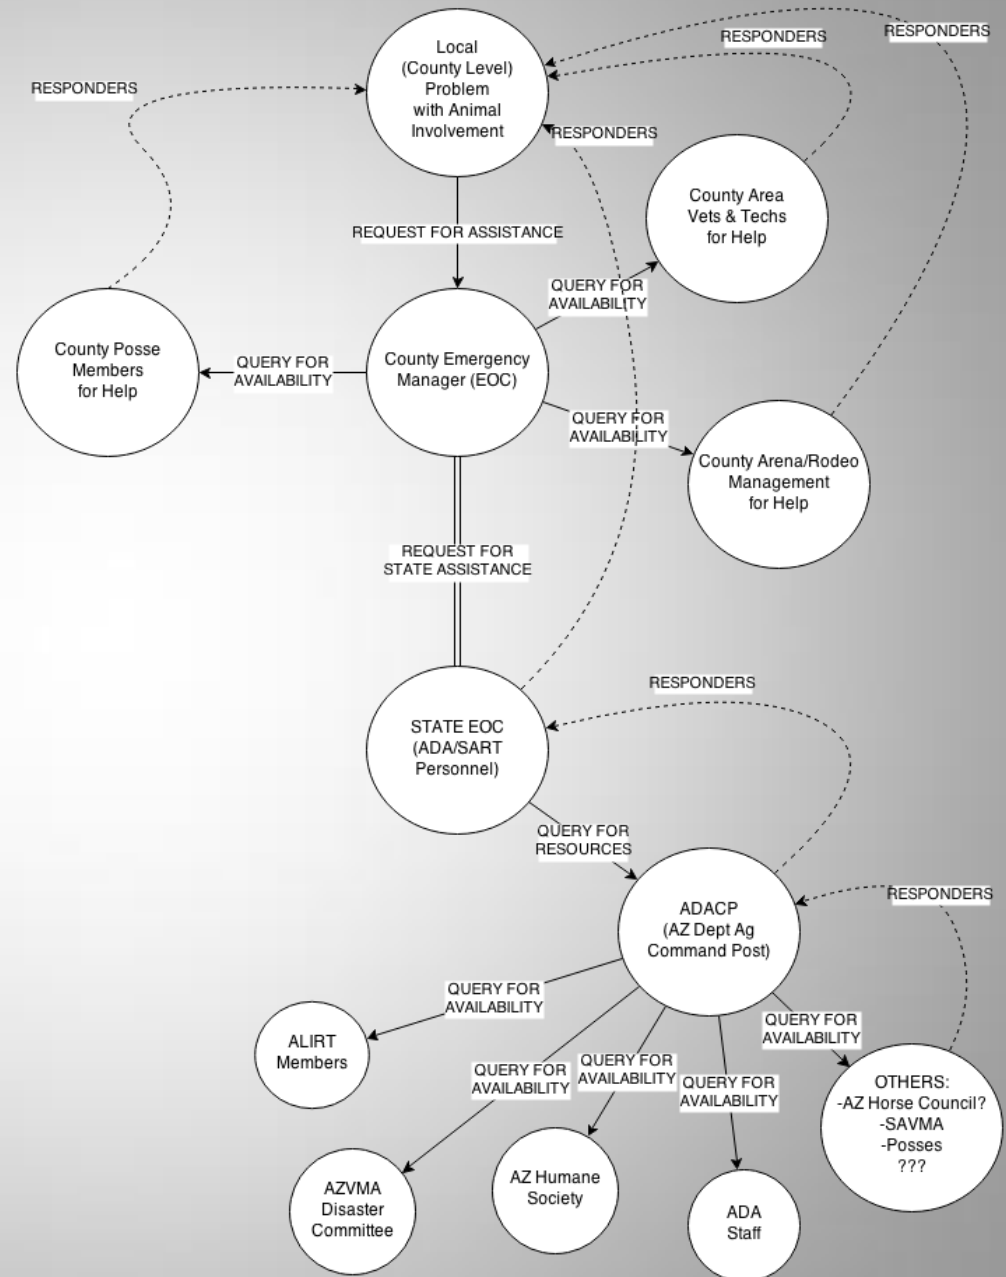 Local
(County Level)
Problem
with Animal
Involvement
RESPONDERS
RESPONDERS
RESPONDERS
RESPONDERS
County Area
Vets & Techs
for Help
REQUEST FOR ASSISTANCE
QUERY FOR
AVAILABILITY
County Posse
Members
for Help
QUERY FOR
AVAILABILITY
County Emergency
Manager (EOC)
QUERY FOR
AVAILABILITY
County Arena/Rodeo
Management
for Help
REQUEST FOR
STATE ASSISTANCE
RESPONDERS
STATE EOC
(ADA/SART
Personnel)
QUERY FOR
RESOURCES
ADACP
(AZ Dept Ag
Command Post)
RESPONDERS
QUERY FOR
AVAILABILITY
QUERY FOR
AVAILABILITY
ALIRT
Members
QUERY FOR
AVAILABILITY
QUERY FOR
AVAILABILITY
QUERY FOR
AVAILABILITY
OTHERS:
-AZ Horse Council?
-SAVMA
-Posses
???
AZVMA
Disaster
Committee
AZ Humane
Society
ADA
Staff